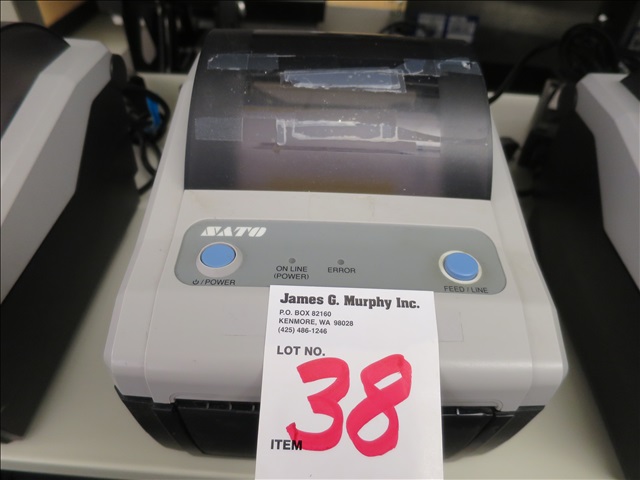 SATO
ON LINE
(POWER)
ERROR
⏻ / POWER
FEED / LINE
James G. Murphy Inc.
P.O. BOX 82160
KENMORE, WA 98028
(425) 486-1246
LOT NO.
38
ITEM